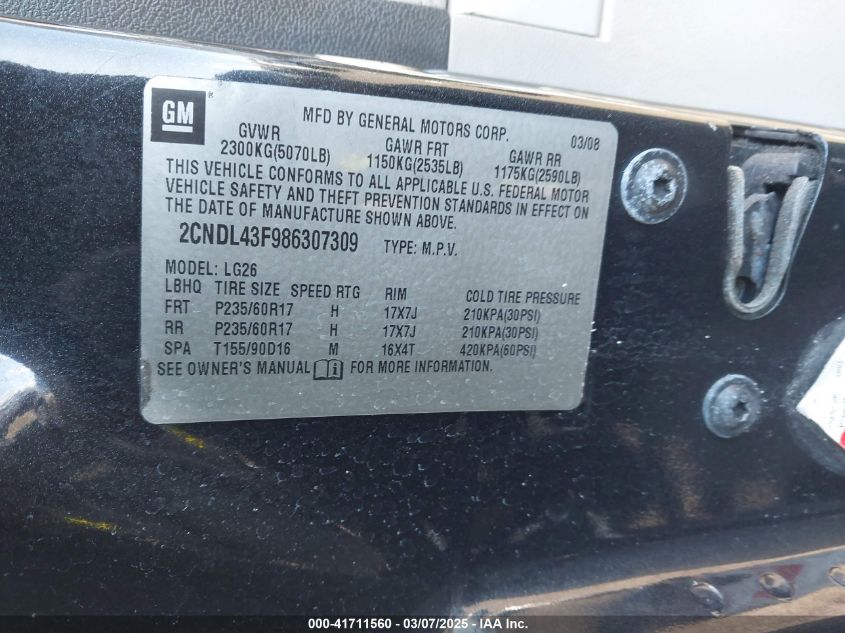 GM
MFD BY GENERAL MOTORS CORP. 03/08
GVWR GAWR FRT GAWR RR
2300KG(5070LB) 1150KG(2535LB) 1175KG(2590LB)
THIS VEHICLE CONFORMS TO ALL APPLICABLE U.S. FEDERAL MOTOR
VEHICLE SAFETY AND THEFT PREVENTION STANDARDS IN EFFECT ON
THE DATE OF MANUFACTURE SHOWN ABOVE.
2CNDL43F986307309 TYPE: M.P.V.
MODEL: LG26
LBHQ TIRE SIZE SPEED RTG RIM COLD TIRE PRESSURE
FRT P235/60R17 H 17X7J 210KPA(30PSI)
RR P235/60R17 H 17X7J 210KPA(30PSI)
SPA T155/90D16 M 16X4T 420KPA(60PSI)
SEE OWNER'S MANUAL FOR MORE INFORMATION.
000-41711560 - 03/07/2025 - IAA Inc.